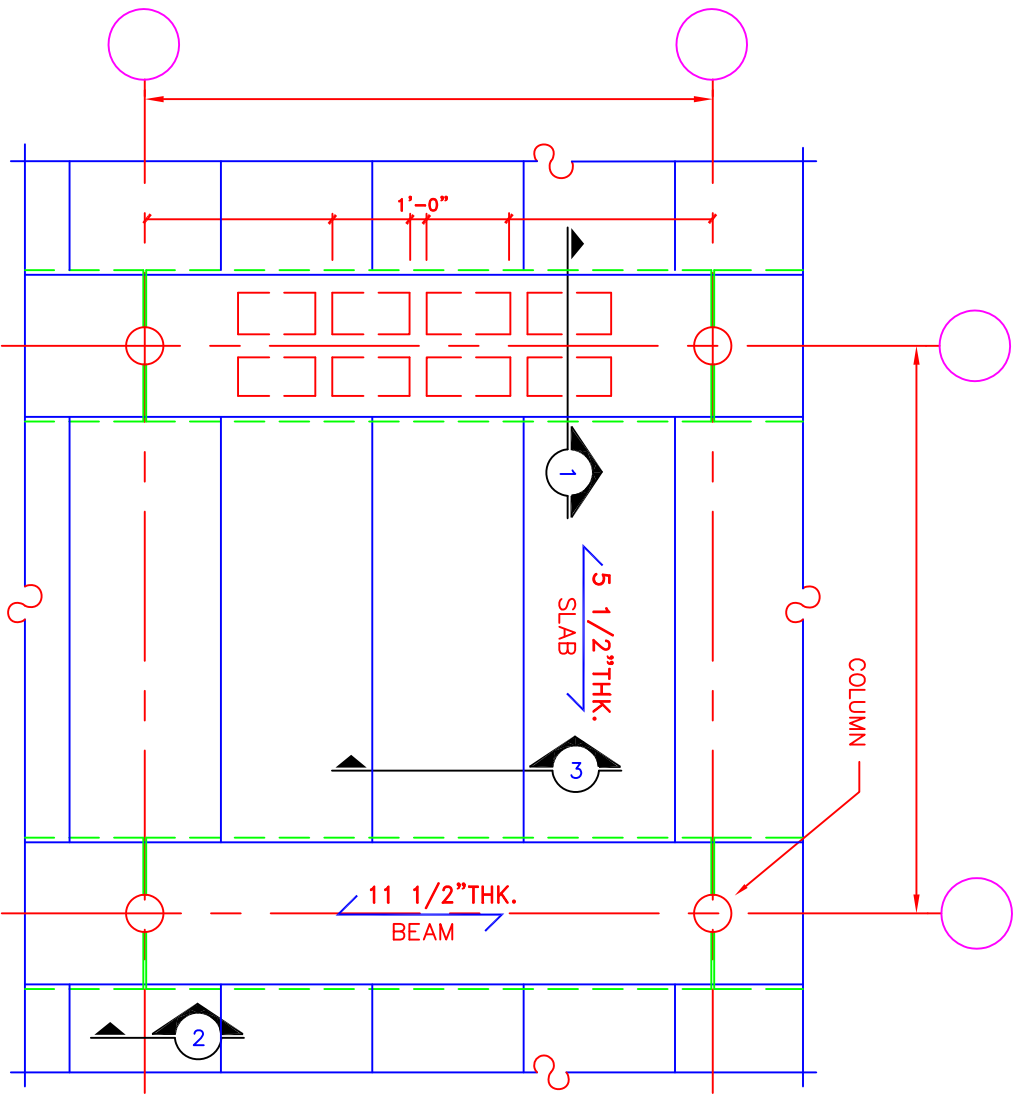 1'-0"
1
5 1/2"THK.
SLAB
COLUMN
3
11 1/2"THK.
BEAM
2